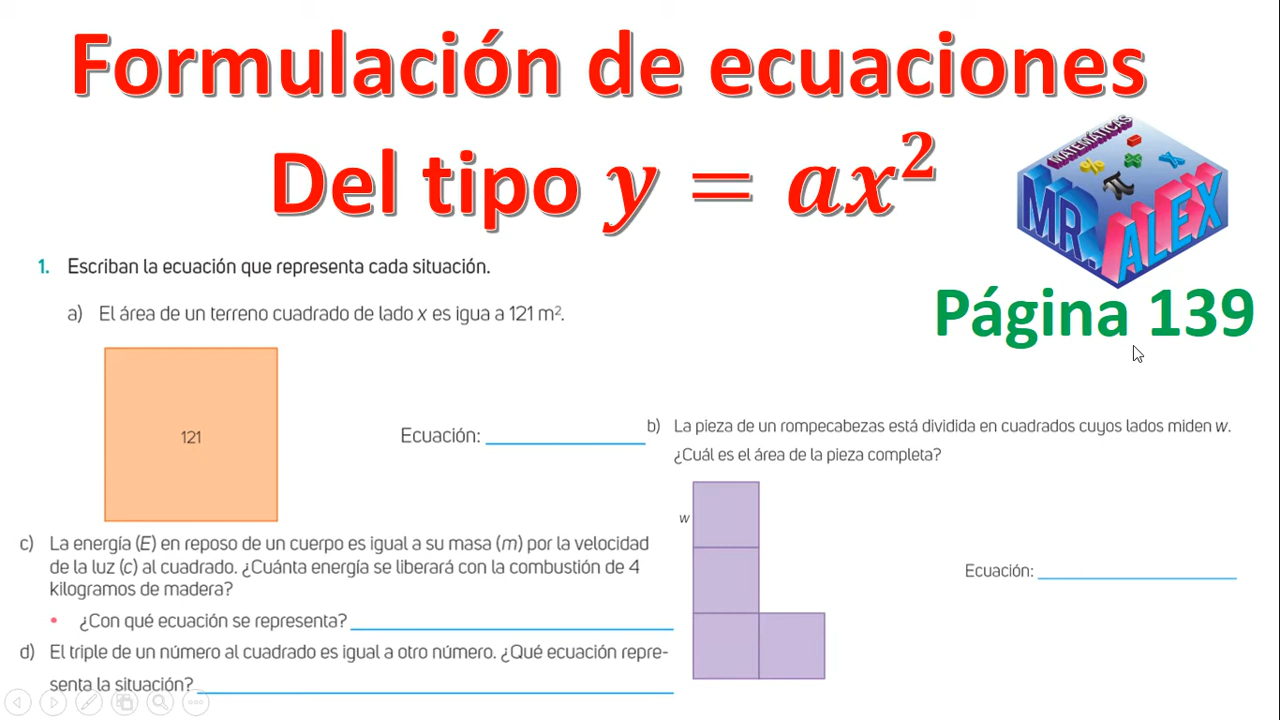 Formulación de ecuaciones
Del tipo y = ax²
MATEMÁTICAS
MR. ALEX
Página 139
1. Escriban la ecuación que representa cada situación.
a) El área de un terreno cuadrado de lado x es igua a 121 m².
121
Ecuación:
b) La pieza de un rompecabezas está dividida en cuadrados cuyos lados miden w.
¿Cuál es el área de la pieza completa?
w
Ecuación:
c) La energía (E) en reposo de un cuerpo es igual a su masa (m) por la velocidad
de la luz (c) al cuadrado. ¿Cuánta energía se liberará con la combustión de 4
kilogramos de madera?
• ¿Con qué ecuación se representa?
d) El triple de un número al cuadrado es igual a otro número. ¿Qué ecuación repre-
senta la situación?